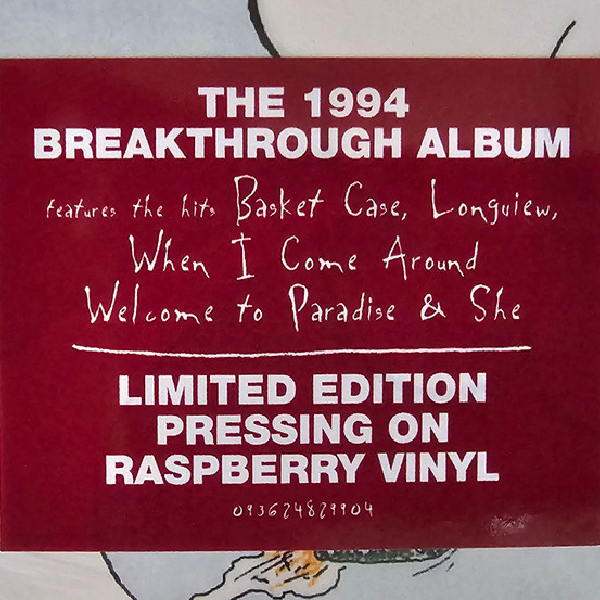 THE 1994
BREAKTHROUGH ALBUM
features the hits Basket Case, Longview,
When I Come Around
Welcome to Paradise & She
LIMITED EDITION
PRESSING ON
RASPBERRY VINYL
093624829904